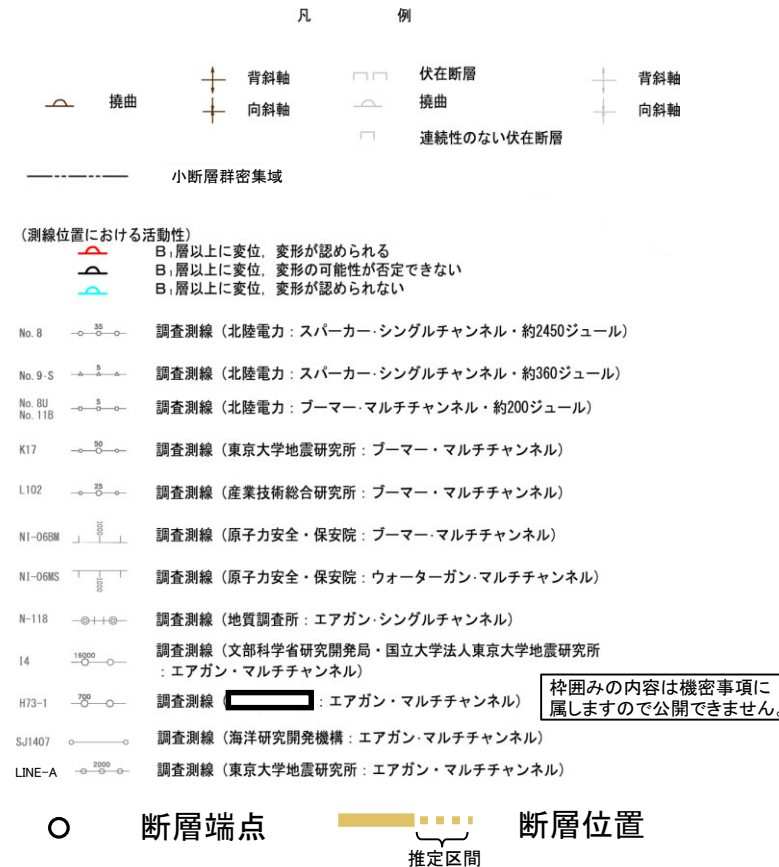 凡 例
背斜軸 伏在断層 背斜軸
撓曲 向斜軸 撓曲 向斜軸
連続性のない伏在断層
小断層群密集域
(測線位置における活動性)
B₁層以上に変位,変形が認められる
B₁層以上に変位,変形の可能性が否定できない
B₁層以上に変位,変形が認められない
No. 8 35 調査測線(北陸電力:スパーカー・シングルチャンネル・約2450ジュール)
No. 9-S 5 調査測線(北陸電力:スパーカー・シングルチャンネル・約360ジュール)
No. 8U
No. 11B 5 調査測線(北陸電力:ブーマー・マルチチャンネル・約200ジュール)
K17 50 調査測線(東京大学地震研究所:ブーマー・マルチチャンネル)
L102 25 調査測線(産業技術総合研究所:ブーマー・マルチチャンネル)
NI-06BM 1000 調査測線(原子力安全・保安院:ブーマー・マルチチャンネル)
NI-06MS 1000 調査測線(原子力安全・保安院:ウォーターガン・マルチチャンネル)
N-118 調査測線(地質調査所:エアガン・シングルチャンネル)
I4 16000 調査測線(文部科学省研究開発局・国立大学法人東京大学地震研究所
:エアガン・マルチチャンネル)
H73-1 700 調査測線( :エアガン・マルチチャンネル)
枠囲みの内容は機密事項に
属しますので公開できません。
SJ1407 調査測線(海洋研究開発機構:エアガン・マルチチャンネル)
LINE-A 2000 調査測線(東京大学地震研究所:エアガン・マルチチャンネル)
断層端点 断層位置
推定区間